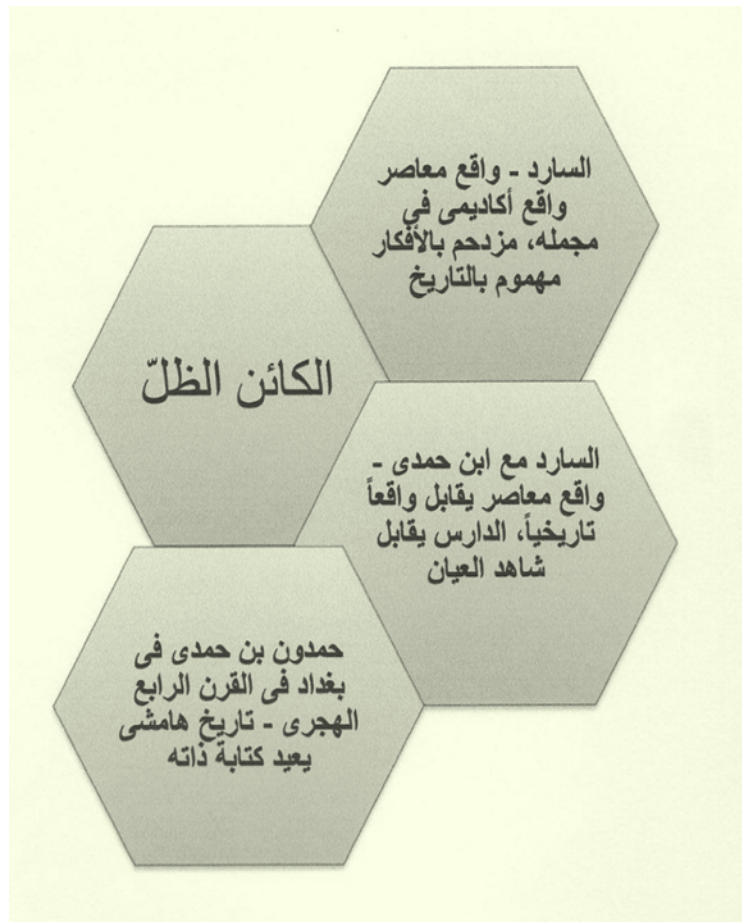 السارد - واقع معاصر
واقع أكاديمى فى
مجمله، مزدحم بالأفكار
مهموم بالتاريخ
الكائن الظلّ
السارد مع ابن حمدى -
واقع معاصر يقابل واقعاً
تاريخياً، الدارس يقابل
شاهد العيان
حمدون بن حمدى فى
بغداد فى القرن الرابع
الهجرى - تاريخ هامشى
يعيد كتابة ذاته